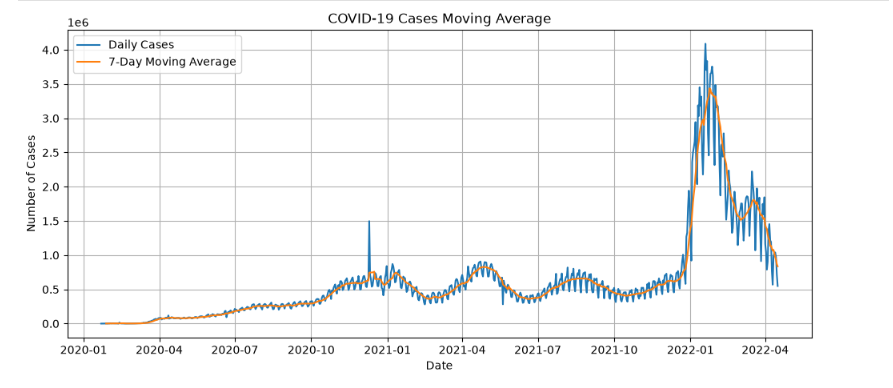 COVID-19 Cases Moving Average
1e6
Daily Cases
7-Day Moving Average
4.0
3.5
3.0
2.5
2.0
1.5
1.0
0.5
0.0
Number of Cases
2020-01 2020-04 2020-07 2020-10 2021-01 2021-04 2021-07 2021-10 2022-01 2022-04
Date